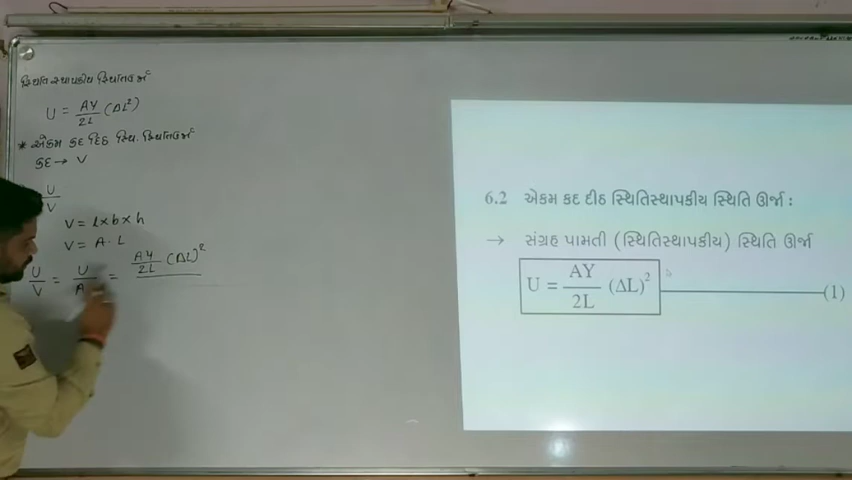 સ્થિતિ સ્થાપકીય સ્થિતિઊર્જા
U = AY/2L (ΔL²)
* એકમ કદ દિઠ સ્થિ. સ્થિતિઊર્જા
કદ → V
U/V
V = l×b×h
V = A·L
U/V = U/A = AY/2L (ΔL)²
6.2 એકમ કદ દીઠ સ્થિતિસ્થાપકીય સ્થિતિ ઊર્જા :
→ સંગ્રહ પામતી (સ્થિતિસ્થાપકીય) સ્થિતિ ઊર્જા
U = AY/2L (ΔL)² (1)